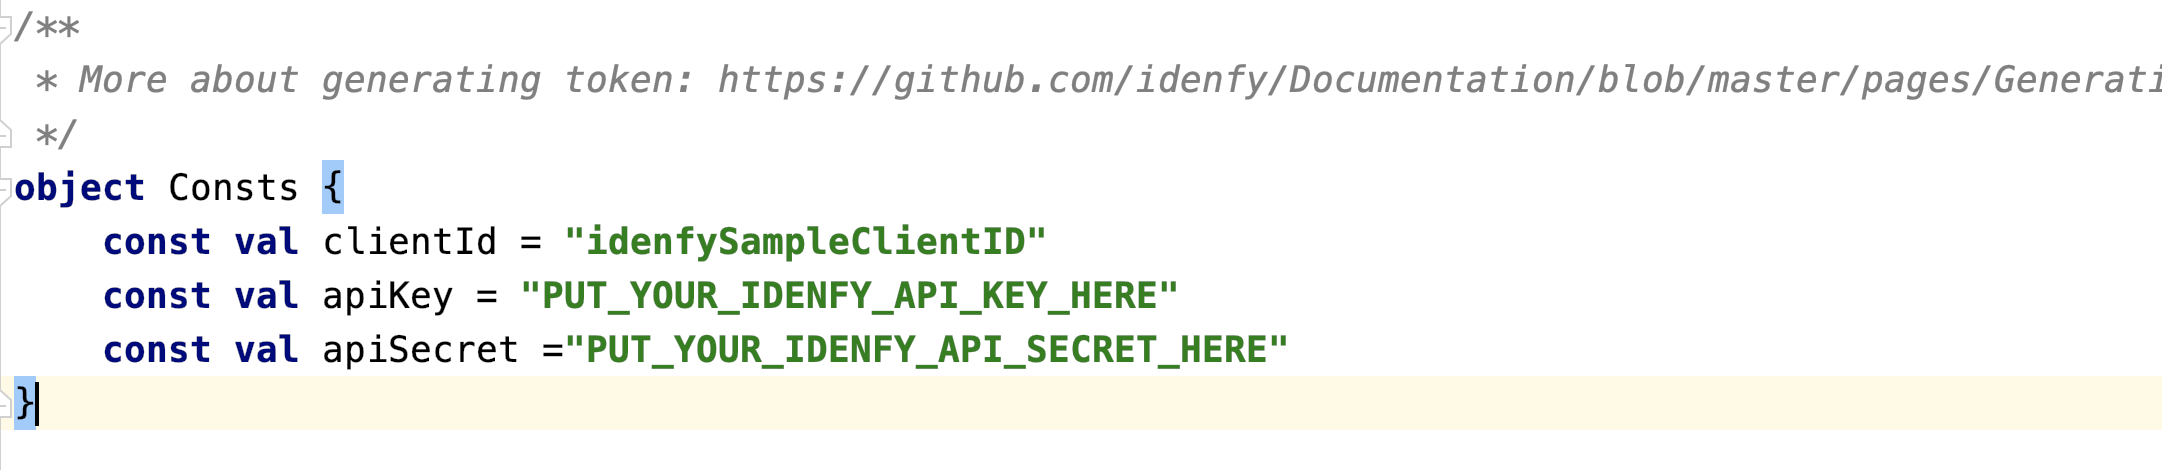 /**
 * More about generating token: https://github.com/idenfy/Documentation/blob/master/pages/Generati
 */
object Consts {
    const val clientId = "idenfySampleClientID"
    const val apiKey = "PUT_YOUR_IDENFY_API_KEY_HERE"
    const val apiSecret ="PUT_YOUR_IDENFY_API_SECRET_HERE"
}